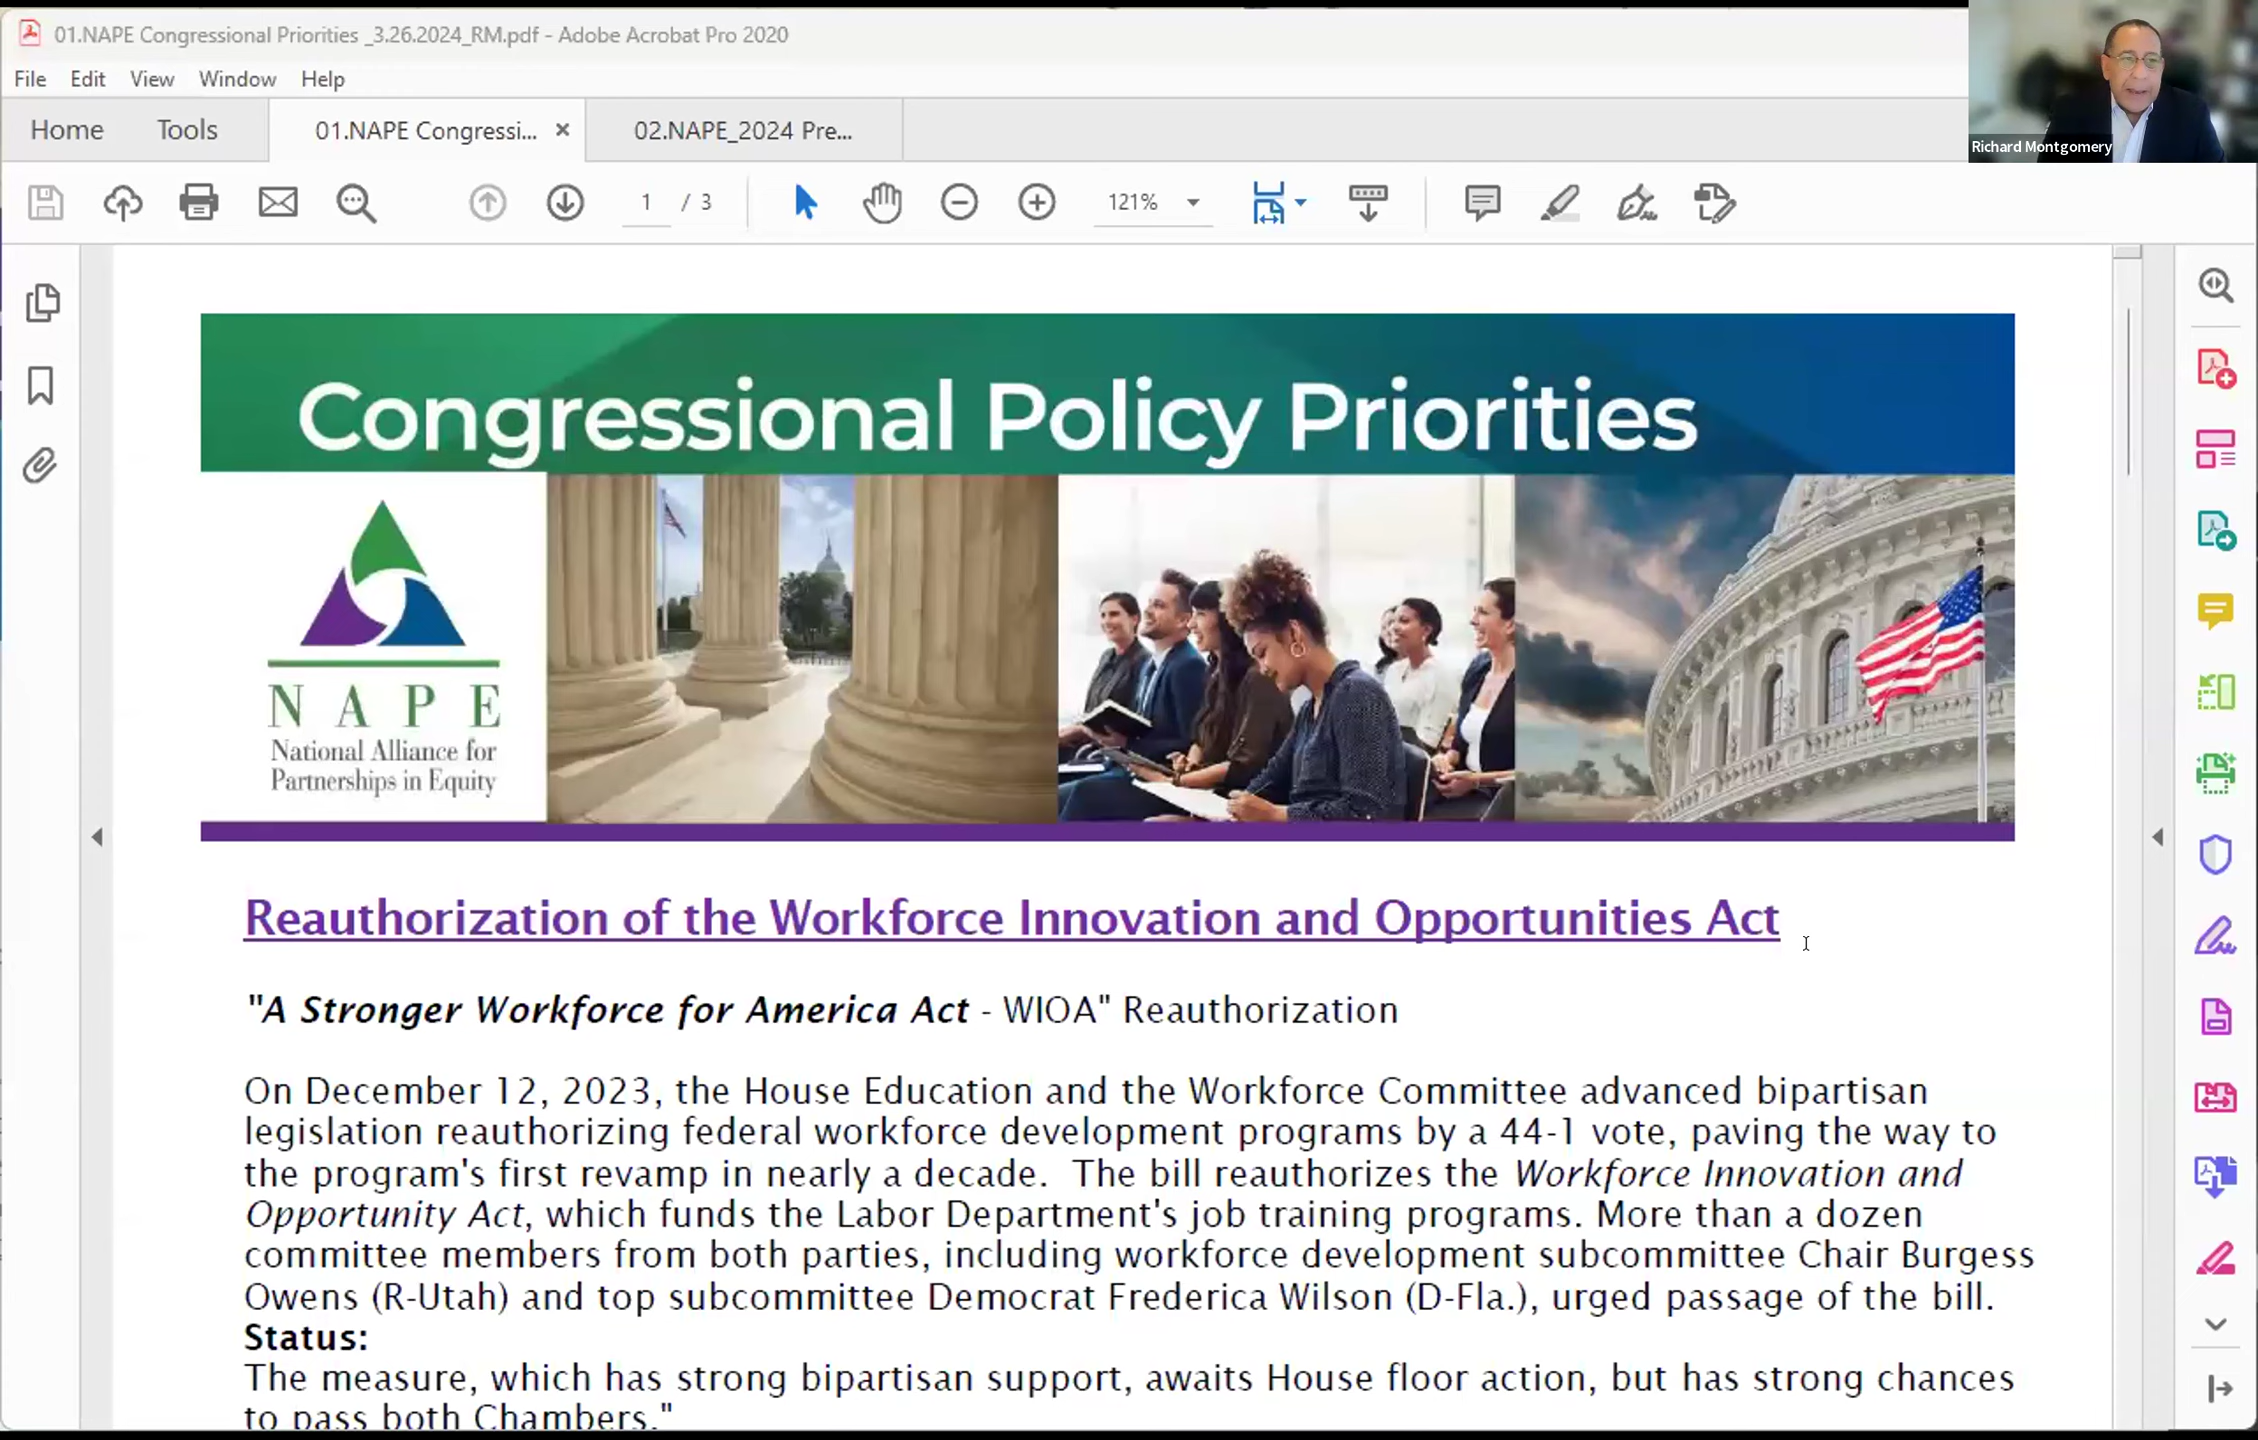 01.NAPE Congressional Priorities _3.26.2024_RM.pdf - Adobe Acrobat Pro 2020
File Edit View Window Help
Home Tools 01.NAPE Congressi... × 02.NAPE_2024 Pre...
1 / 3 121%
Richard Montgomery
Congressional Policy Priorities
NAPE
National Alliance for
Partnerships in Equity
Reauthorization of the Workforce Innovation and Opportunities Act
"A Stronger Workforce for America Act - WIOA" Reauthorization
On December 12, 2023, the House Education and the Workforce Committee advanced bipartisan
legislation reauthorizing federal workforce development programs by a 44-1 vote, paving the way to
the program's first revamp in nearly a decade.  The bill reauthorizes the Workforce Innovation and
Opportunity Act, which funds the Labor Department's job training programs. More than a dozen
committee members from both parties, including workforce development subcommittee Chair Burgess
Owens (R-Utah) and top subcommittee Democrat Frederica Wilson (D-Fla.), urged passage of the bill.
Status:
The measure, which has strong bipartisan support, awaits House floor action, but has strong chances
to pass both Chambers."